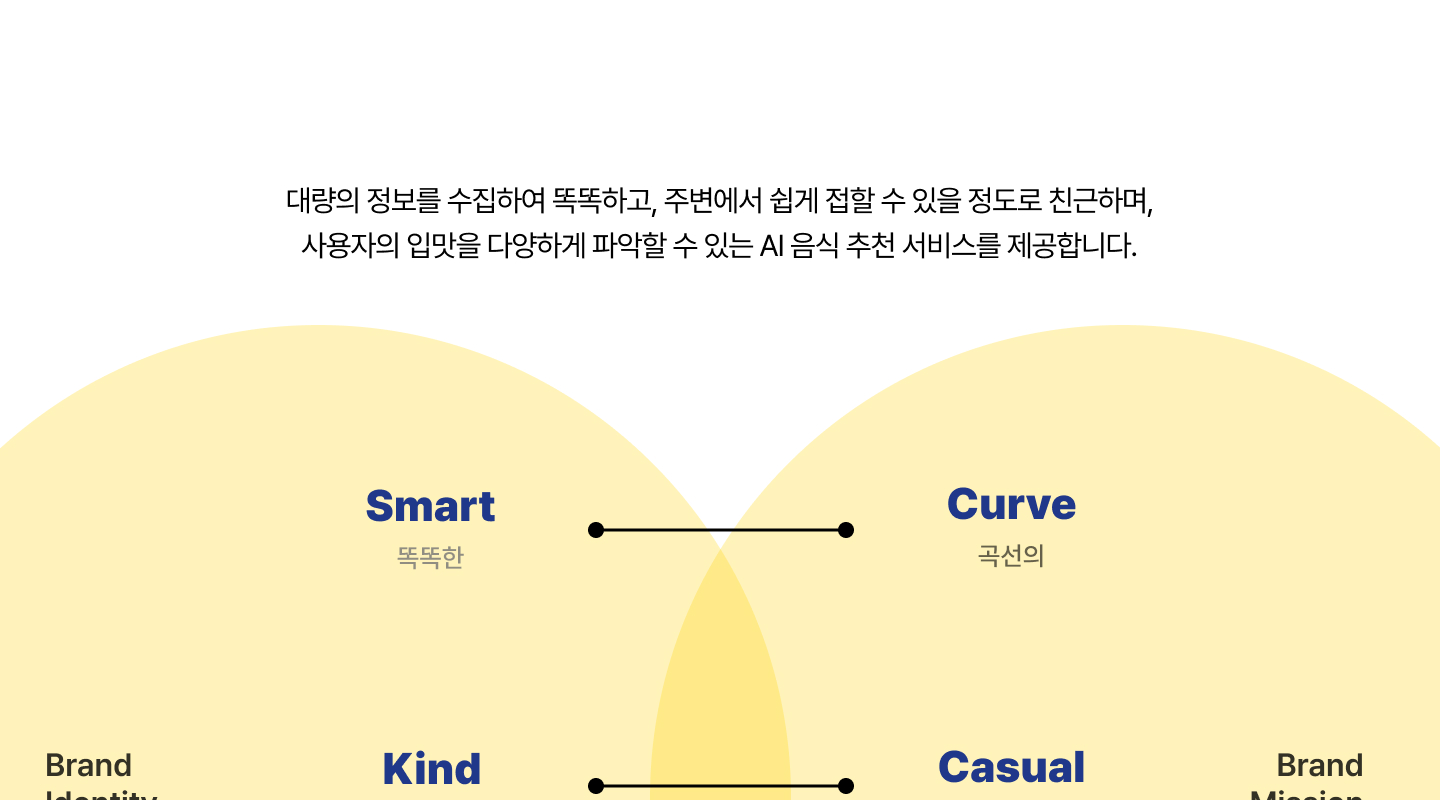 대량의 정보를 수집하여 똑똑하고, 주변에서 쉽게 접할 수 있을 정도로 친근하며,
사용자의 입맛을 다양하게 파악할 수 있는 AI 음식 추천 서비스를 제공합니다.
Smart
Curve
똑똑한
곡선의
Brand
Identity
Kind
Casual
Brand
Mission